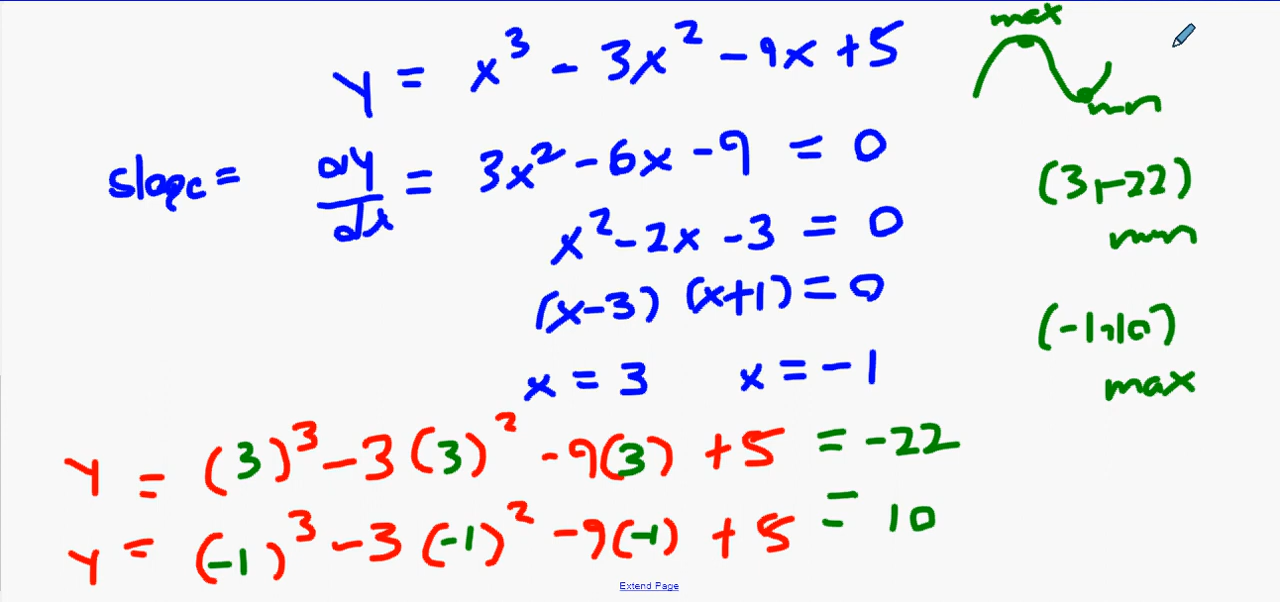 max
y = x³ - 3x² - 9x + 5
min
slope = dy/dx = 3x² - 6x - 9 = 0
(3, -22)
min
x² - 2x - 3 = 0
(x-3) (x+1) = 0
(-1, 10)
max
x = 3 x = -1
y = (3)³ - 3(3)² - 9(3) + 5 = -22
y = (-1)³ - 3(-1)² - 9(-1) + 5 = 10
Extend Page